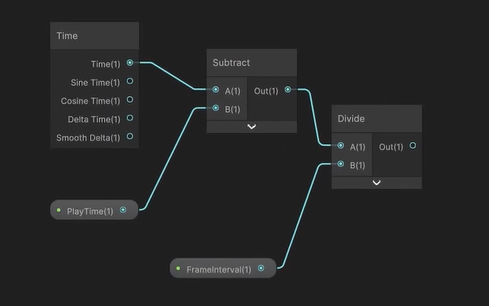 Time
Time(1)
Sine Time(1)
Cosine Time(1)
Delta Time(1)
Smooth Delta(1)
Subtract
A(1) Out(1)
B(1)
Divide
A(1) Out(1)
B(1)
PlayTime(1)
FrameInterval(1)